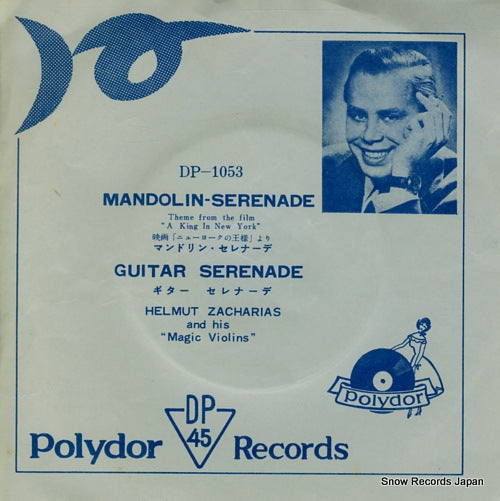 DP-1053
MANDOLIN-SERENADE
Theme from the film
"A King In New York"
映画「ニューヨークの王様」より
マンドリン・セレナーデ
GUITAR SERENADE
ギター セレナーデ
HELMUT ZACHARIAS
and his
"Magic Violins"
Polydor
DP
45
Polydor Records
Snow Records Japan